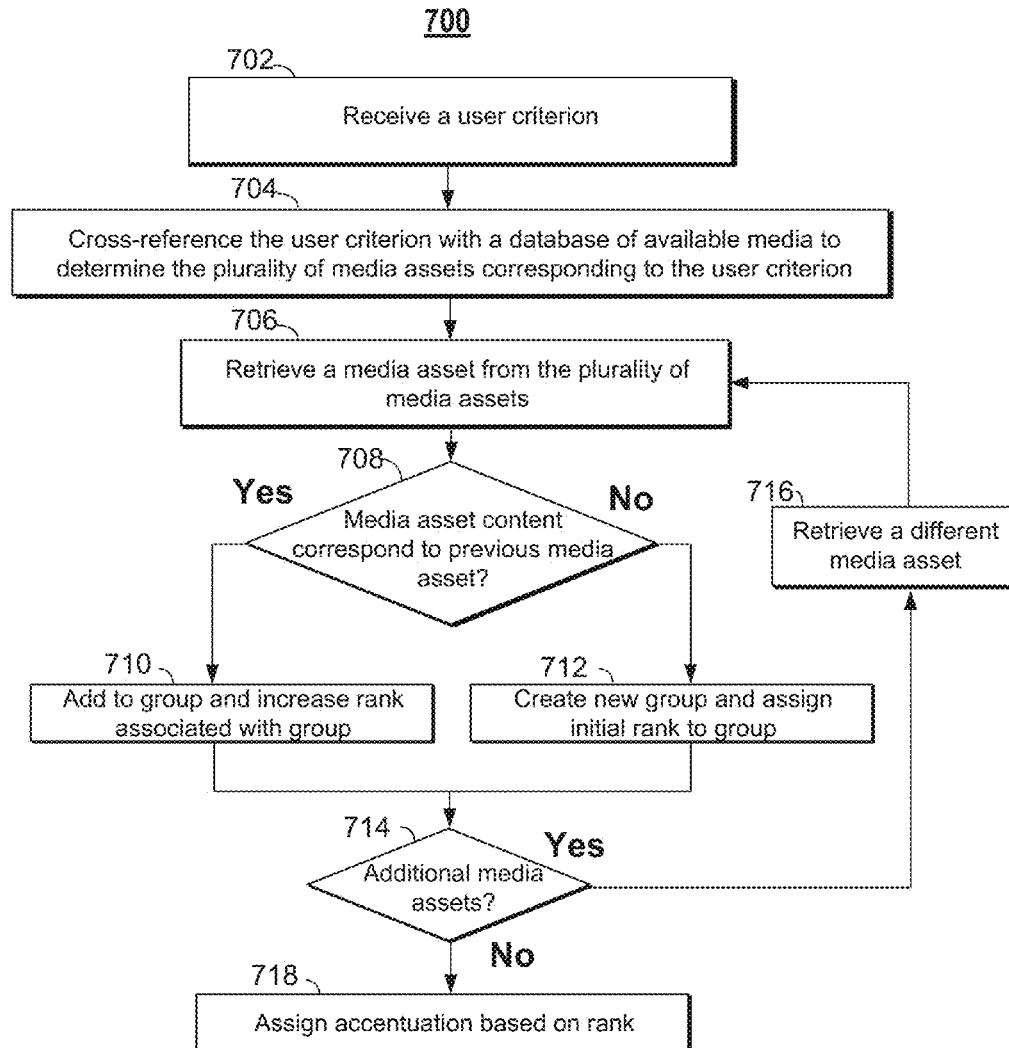 700
702
Receive a user criterion
704
Cross-reference the user criterion with a database of available media to
determine the plurality of media assets corresponding to the user criterion
706
Retrieve a media asset from the plurality of
media assets
708
Yes
No
Media asset content
correspond to previous media
asset?
716
Retrieve a different
media asset
710
Add to group and increase rank
associated with group
712
Create new group and assign
initial rank to group
714
Yes
Additional media
assets?
No
718
Assign accentuation based on rank